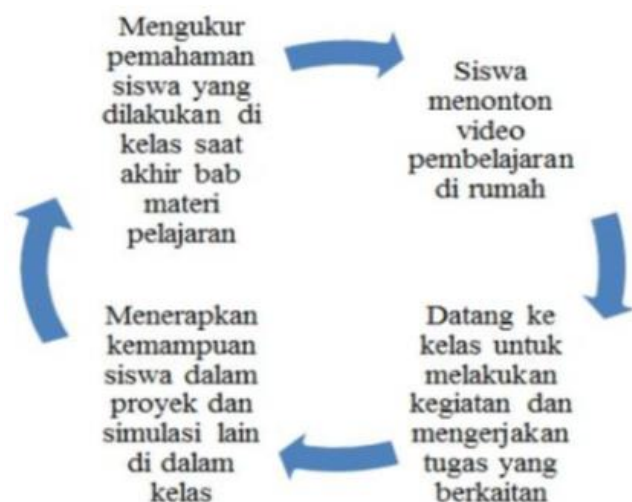 Mengukur
pemahaman
siswa yang
dilakukan di
kelas saat
akhir bab
materi
pelajaran
Siswa
menonton
video
pembelajaran
di rumah
Datang ke
kelas untuk
melakukan
kegiatan dan
mengerjakan
tugas yang
berkaitan
Menerapkan
kemampuan
siswa dalam
proyek dan
simulasi lain
di dalam
kelas